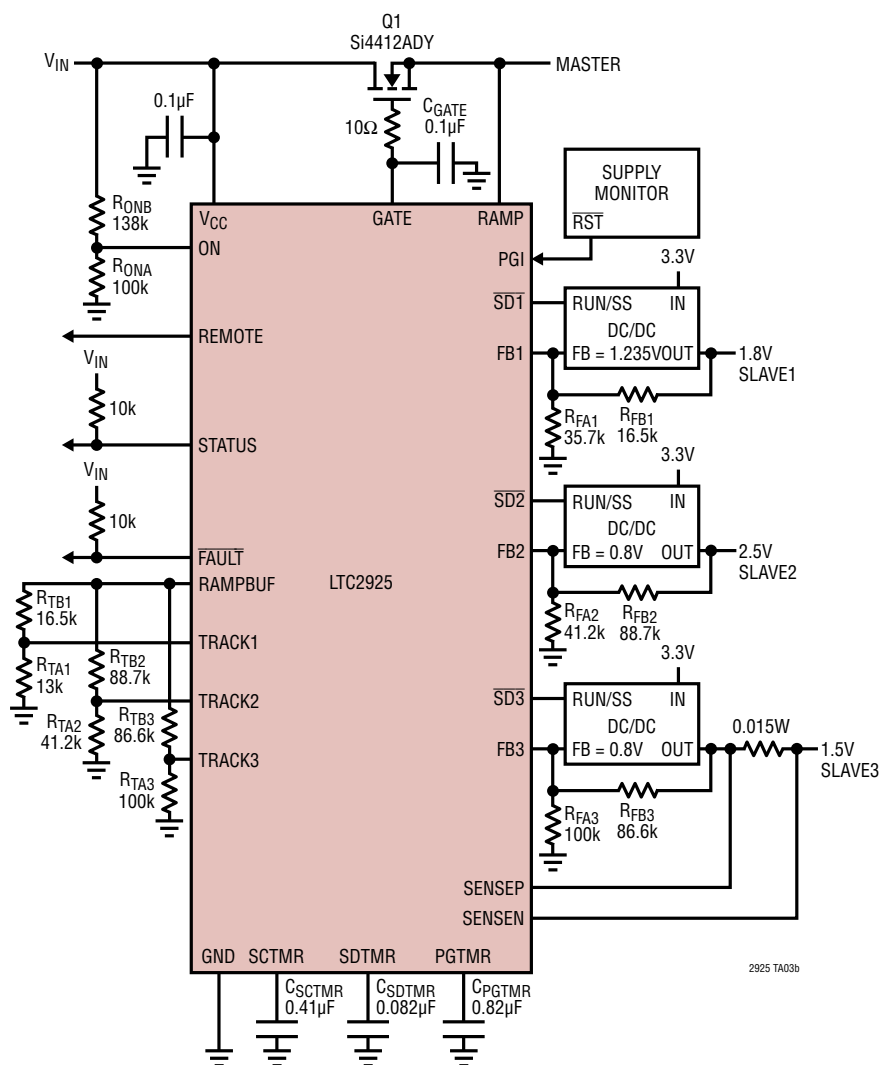 Q1
Si4412ADY
VIN
MASTER
0.1µF
10Ω
CGATE
0.1µF
SUPPLY
MONITOR
RST
RONB
138k
RONA
100k
VCC
GATE
RAMP
ON
PGI
3.3V
SD1
RUN/SS
IN
DC/DC
FB1
FB = 1.235VOUT
1.8V
SLAVE1
RFA1
35.7k
RFB1
16.5k
REMOTE
VIN
10k
STATUS
VIN
10k
FAULT
3.3V
SD2
RUN/SS
IN
DC/DC
FB2
FB = 0.8V
OUT
2.5V
SLAVE2
RFA2
41.2k
RFB2
88.7k
RAMPBUF
LTC2925
RTB1
16.5k
TRACK1
RTA1
13k
RTB2
88.7k
TRACK2
RTA2
41.2k
RTB3
86.6k
TRACK3
RTA3
100k
3.3V
SD3
RUN/SS
IN
DC/DC
FB3
FB = 0.8V
OUT
0.015W
1.5V
SLAVE3
RFA3
100k
RFB3
86.6k
SENSEP
SENSEN
GND
SCTMR
SDTMR
PGTMR
CSCTMR
0.41µF
CSDTMR
0.082µF
CPGTMR
0.82µF
2925 TA03b